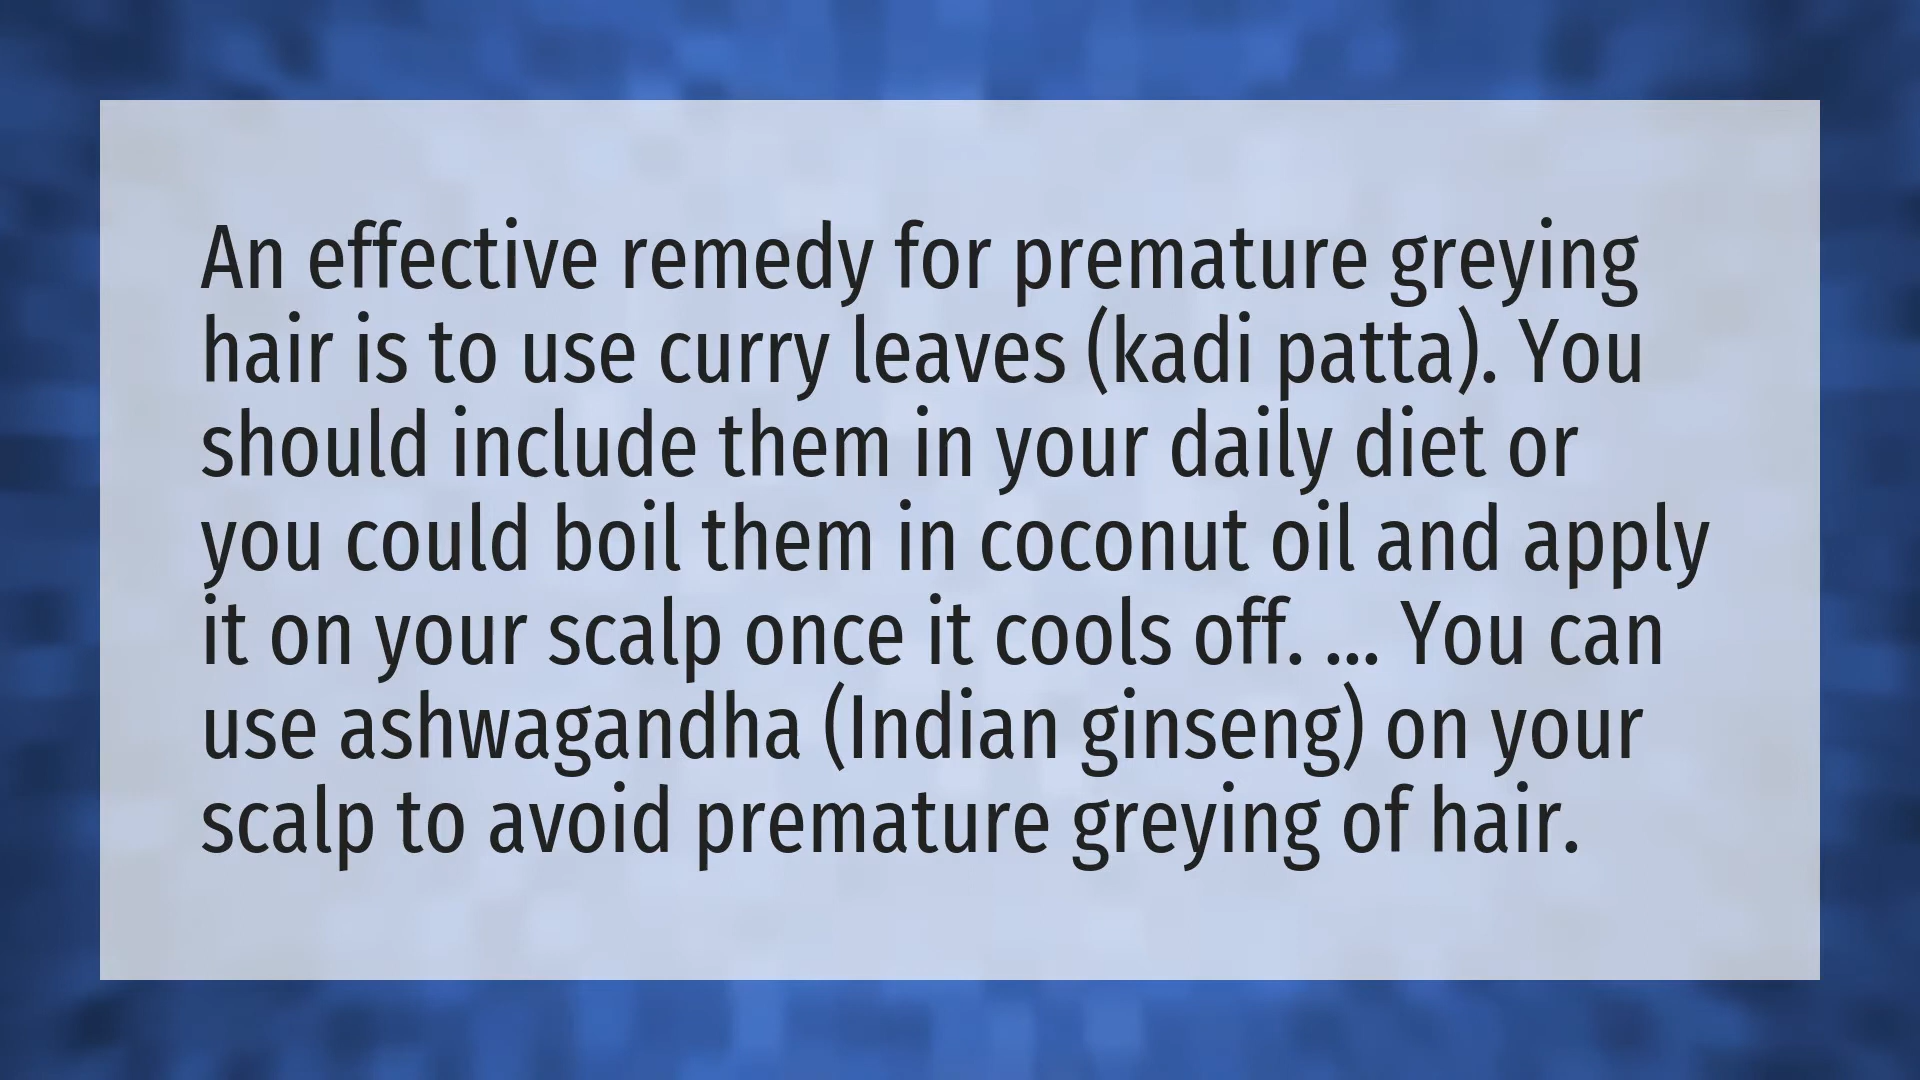 An effective remedy for premature greying
hair is to use curry leaves (kadi patta). You
should include them in your daily diet or
you could boil them in coconut oil and apply
it on your scalp once it cools off. ... You can
use ashwagandha (Indian ginseng) on your
scalp to avoid premature greying of hair.